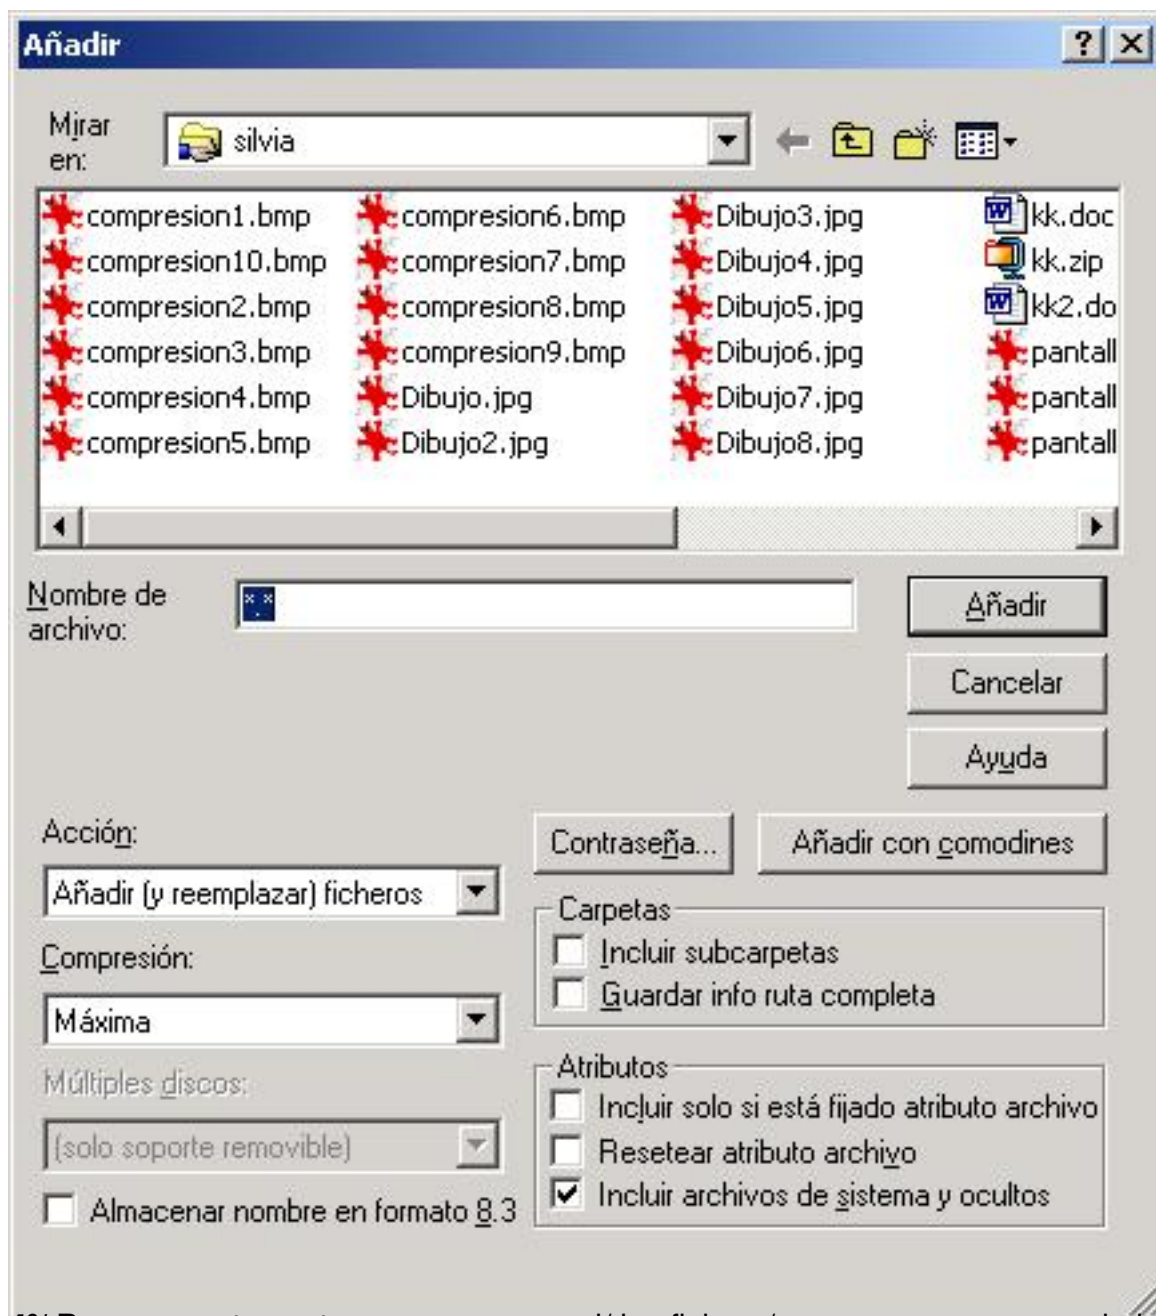 Añadir
Mirar en:
silvia
compresion1.bmp
compresion10.bmp
compresion2.bmp
compresion3.bmp
compresion4.bmp
compresion5.bmp
compresion6.bmp
compresion7.bmp
compresion8.bmp
compresion9.bmp
Dibujo.jpg
Dibujo2.jpg
Dibujo3.jpg
Dibujo4.jpg
Dibujo5.jpg
Dibujo6.jpg
Dibujo7.jpg
Dibujo8.jpg
kk.doc
kk.zip
kk2.do
pantall
pantall
pantall
Nombre de archivo:
*.*
Añadir
Cancelar
Ayuda
Acción:
Añadir (y reemplazar) ficheros
Compresión:
Máxima
Múltiples discos:
(solo soporte removible)
Almacenar nombre en formato 8.3
Contraseña...
Añadir con comodines
Carpetas
Incluir subcarpetas
Guardar info ruta completa
Atributos
Incluir solo si está fijado atributo archivo
Resetear atributo archivo
Incluir archivos de sistema y ocultos